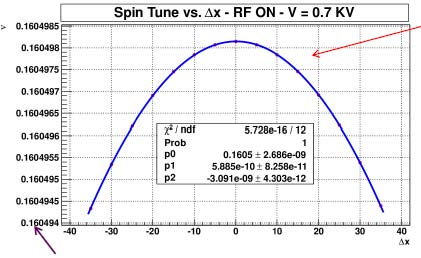 Spin Tune vs. Δx - RF ON - V = 0.7 KV
ν
0.1604985
0.160498
0.1604975
0.160497
0.1604965
0.160496
0.1604955
0.160495
0.1604945
0.160494
χ² / ndf 5.728e-16 / 12
Prob 1
p0 0.1605 ± 2.686e-09
p1 5.885e-10 ± 8.258e-11
p2 -3.091e-09 ± 4.303e-12
-40 -30 -20 -10 0 10 20 30 40
Δx